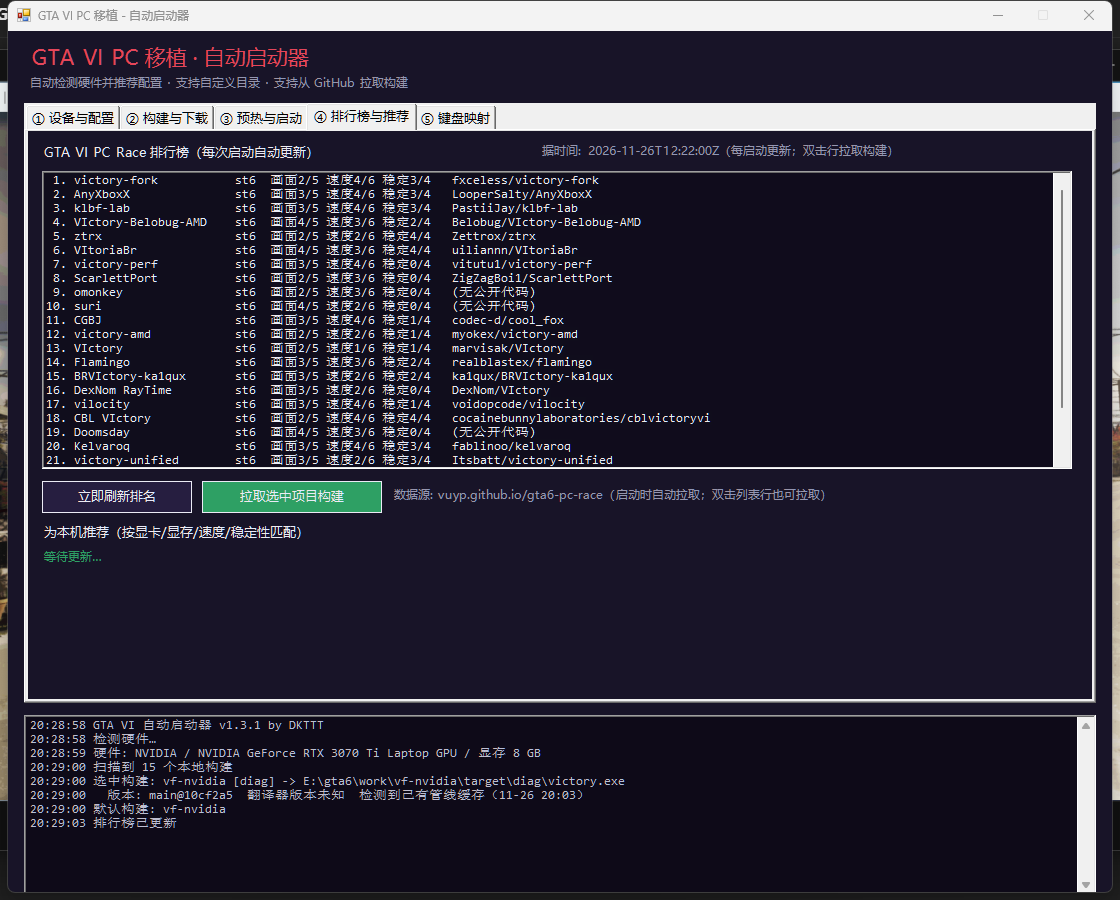 GTA VI PC 移植 - 自动启动器
GTA VI PC 移植 · 自动启动器
自动检测硬件并推荐配置 · 支持自定义目录 · 支持从 GitHub 拉取构建
① 设备与配置 ② 构建与下载 ③ 预热与启动 ④ 排行榜与推荐 ⑤ 键盘映射
GTA VI PC Race 排行榜（每次启动自动更新） 据时间: 2026-11-26T12:22:00Z（每启动更新；双击行拉取构建）
1. victory-fork st6 画面2/5 速度4/6 稳定3/4 fxceless/victory-fork
2. AnyXboxX st6 画面2/5 速度4/6 稳定3/4 LooperSalty/AnyXboxX
3. klbf-lab st6 画面3/5 速度4/6 稳定3/4 PastiiJay/klbf-lab
4. VIctory-Belobug-AMD st6 画面4/5 速度3/6 稳定2/4 Belobug/VIctory-Belobug-AMD
5. ztrx st6 画面2/5 速度2/6 稳定4/4 Zettrox/ztrx
6. VItoriaBr st6 画面4/5 速度3/6 稳定4/4 uiliannn/VItoriaBr
7. victory-perf st6 画面3/5 速度4/6 稳定0/4 vitutu1/victory-perf
8. ScarlettPort st6 画面2/5 速度4/6 稳定0/4 ZigZagBoi1/ScarlettPort
9. omonkey st6 画面2/5 速度3/6 稳定0/4 (无公开代码)
10. suri st6 画面4/5 速度2/6 稳定0/4 (无公开代码)
11. CGBJ st6 画面3/5 速度4/6 稳定1/4 codec-d/cool_fox
12. victory-amd st6 画面2/5 速度2/6 稳定1/4 myokex/victory-amd
13. VIctory st6 画面2/5 速度1/6 稳定1/4 marvisak/VIctory
14. Flamingo st6 画面3/5 速度3/6 稳定2/4 realblastex/flamingo
15. BRVIctory-ka1qux st6 画面3/5 速度2/6 稳定2/4 ka1qux/BRVIctory-ka1qux
16. DexNom RayTime st6 画面4/5 速度2/6 稳定0/4 DexNom/VIctory
17. vilocity st6 画面3/5 速度4/6 稳定1/4 voidopcode/vilocity
18. CBL VIctory st6 画面2/5 速度4/6 稳定4/4 cocainebunnylaboratories/cblvictoryvi
19. Doomsday st6 画面4/5 速度3/6 稳定0/4 (无公开代码)
20. Kelvaroq st6 画面4/5 速度4/6 稳定3/4 fablinoo/kelvaroq
21. victory-unified st6 画面3/5 速度2/6 稳定3/4 Itsbatt/victory-unified
立即刷新排名 拉取选中项目构建 数据源: vuyp.github.io/gta6-pc-race（启动时自动拉取；双击列表行也可拉取）
为本机推荐（按显卡/显存/速度/稳定性匹配）
等待更新...
20:28:58 GTA VI 自动启动器 v1.3.1 by DKTTT
20:28:58 检测硬件…
20:28:59 硬件: NVIDIA / NVIDIA GeForce RTX 3070 Ti Laptop GPU / 显存 8 GB
20:29:00 扫描到 15 个本地构建
20:29:00 选中构建: vf-nvidia [diag] -> E:\gta6\work\vf-nvidia\target\diag\victory.exe
20:29:00 版本: main@10cf2a5 翻译器版本未知 检测到已有管线缓存（11-26 20:03）
20:29:00 默认构建: vf-nvidia
20:29:03 排行榜已更新